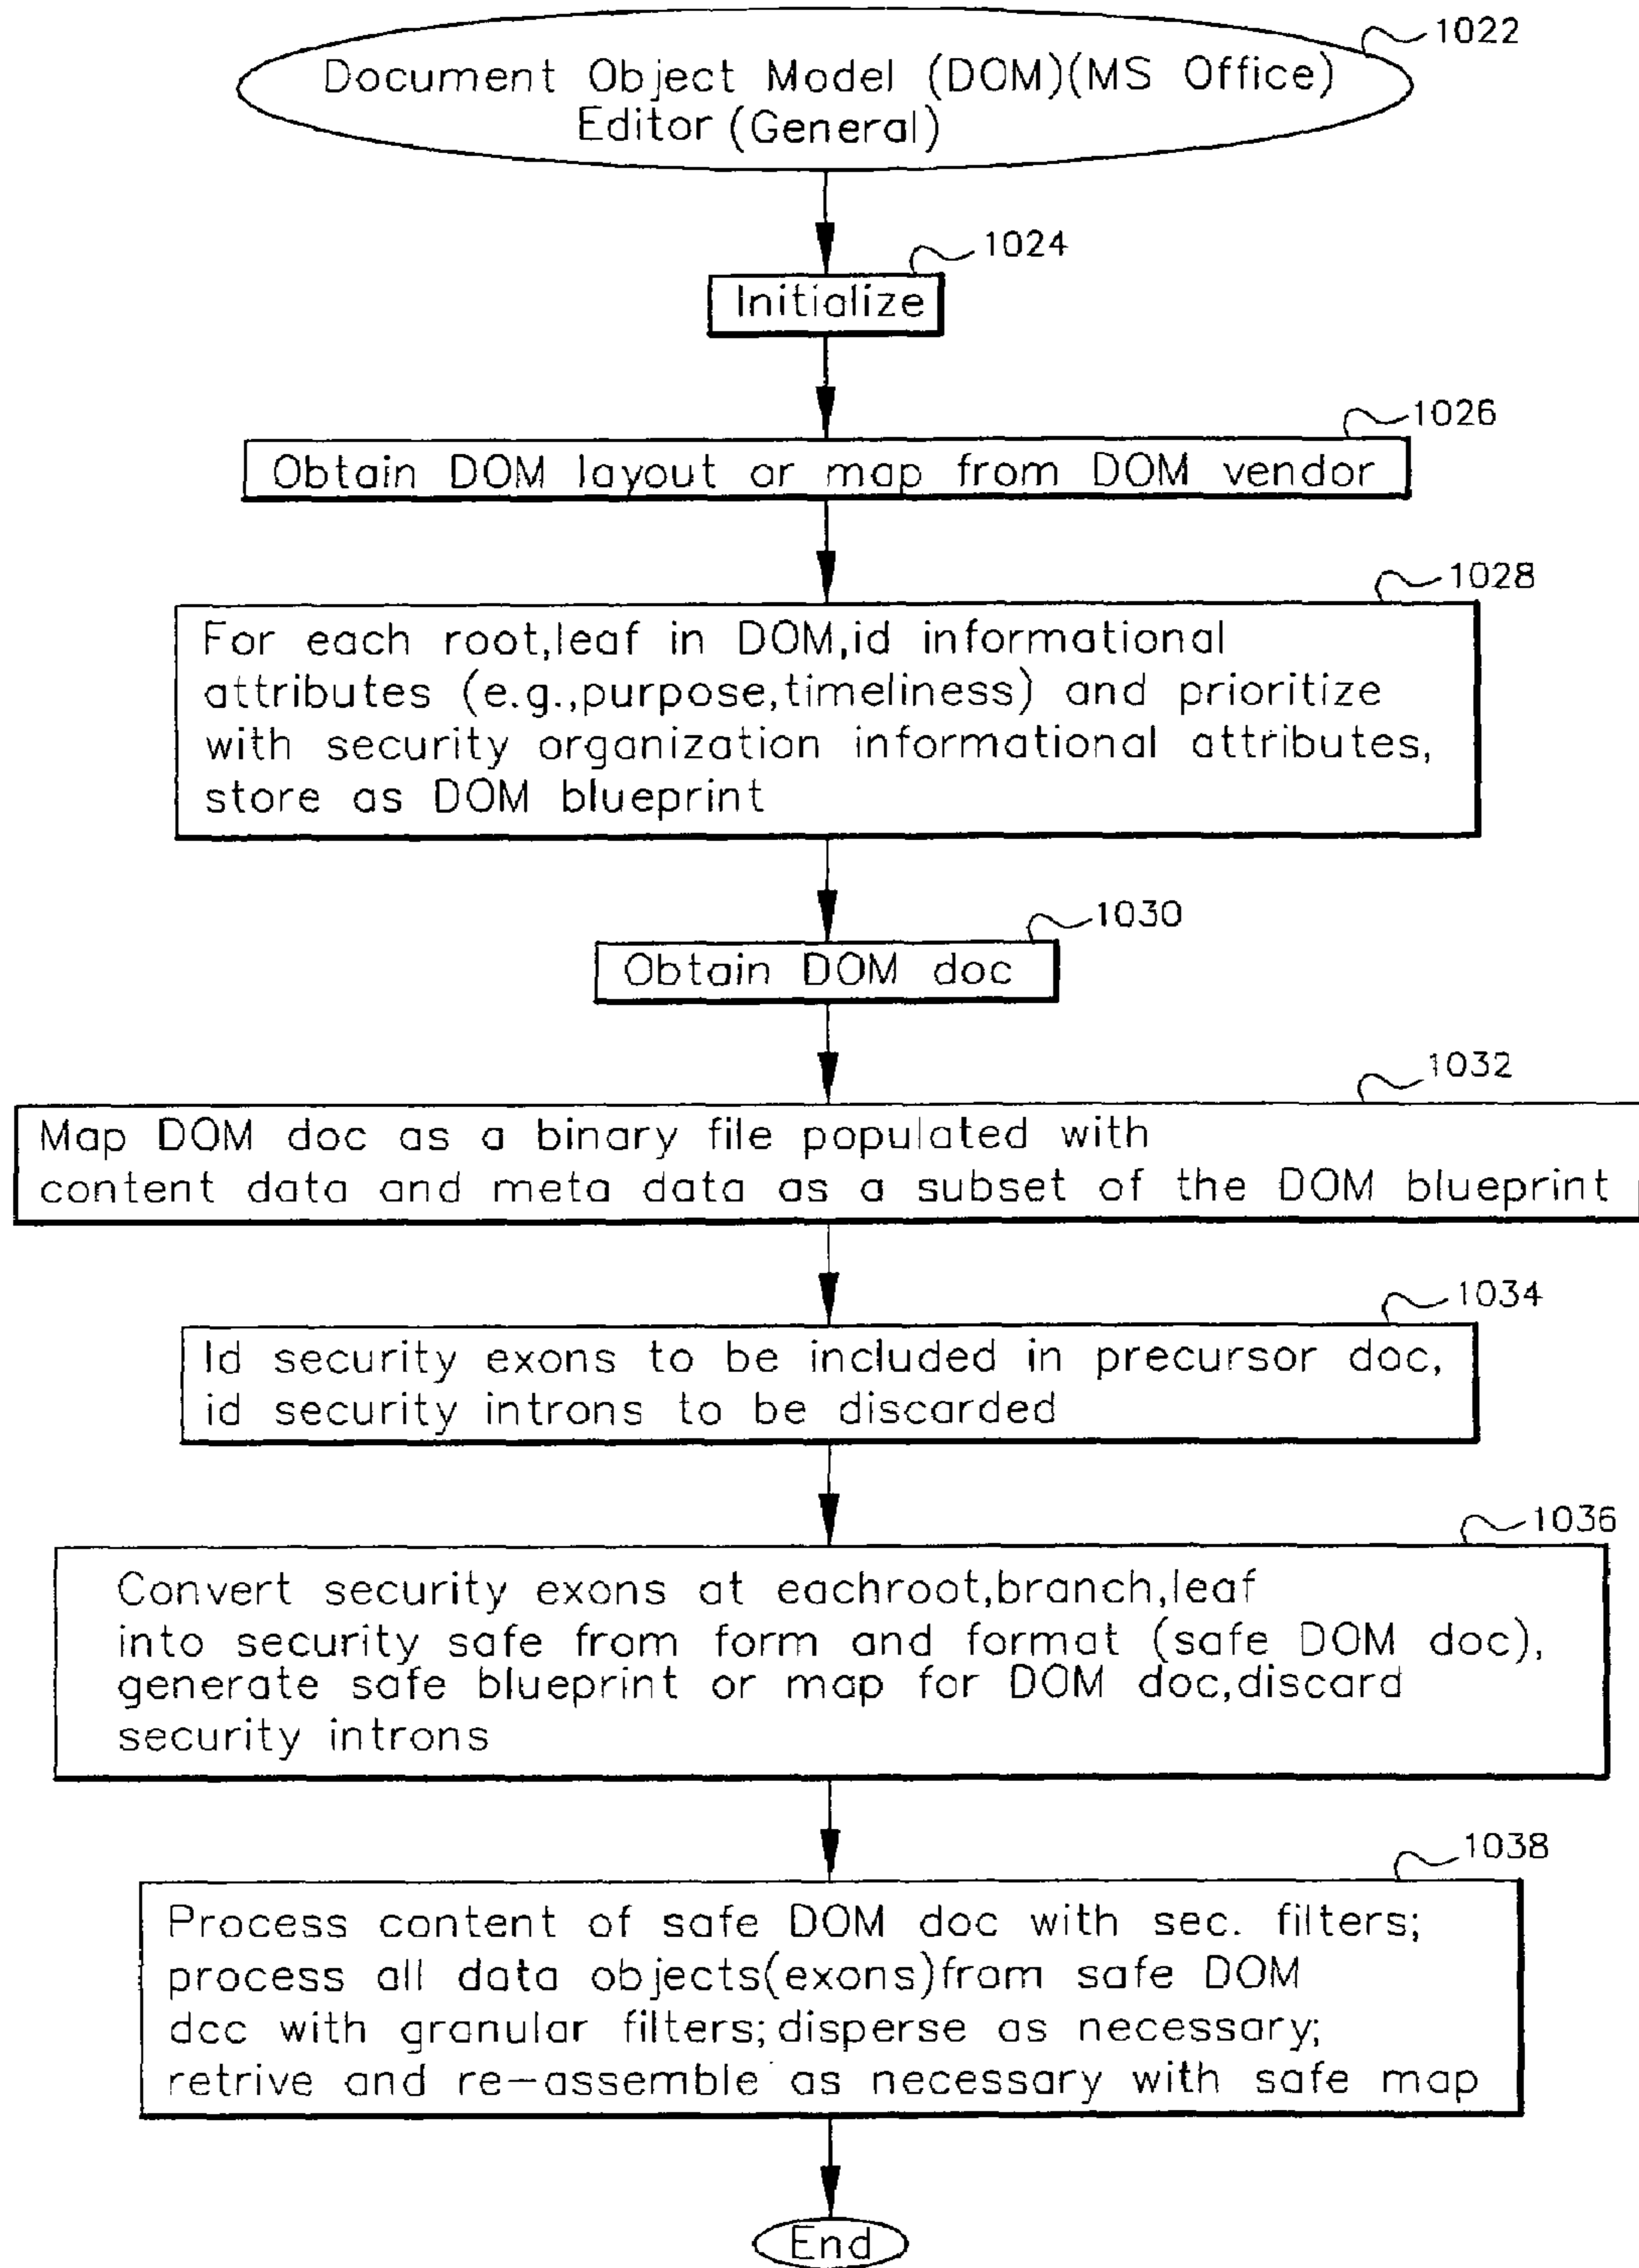 1022
Document Object Model (DOM)(MS Office)
Editor (General)
1024
Initialize
1026
Obtain DOM layout or map from DOM vendor
1028
For each root,leaf in DOM,id informational
attributes (e.g.,purpose,timeliness) and prioritize
with security organization informational attributes,
store as DOM blueprint
1030
Obtain DOM doc
1032
Map DOM doc as a binary file populated with
content data and meta data as a subset of the DOM blueprint
1034
Id security exons to be included in precursor doc,
id security introns to be discarded
1036
Convert security exons at eachroot,branch,leaf
into security safe from form and format (safe DOM doc),
generate safe blueprint or map for DOM doc,discard
security introns
1038
Process content of safe DOM doc with sec. filters;
process all data objects(exons)from safe DOM
dcc with granular filters;disperse as necessary;
retrive and re-assemble as necessary with safe map
End